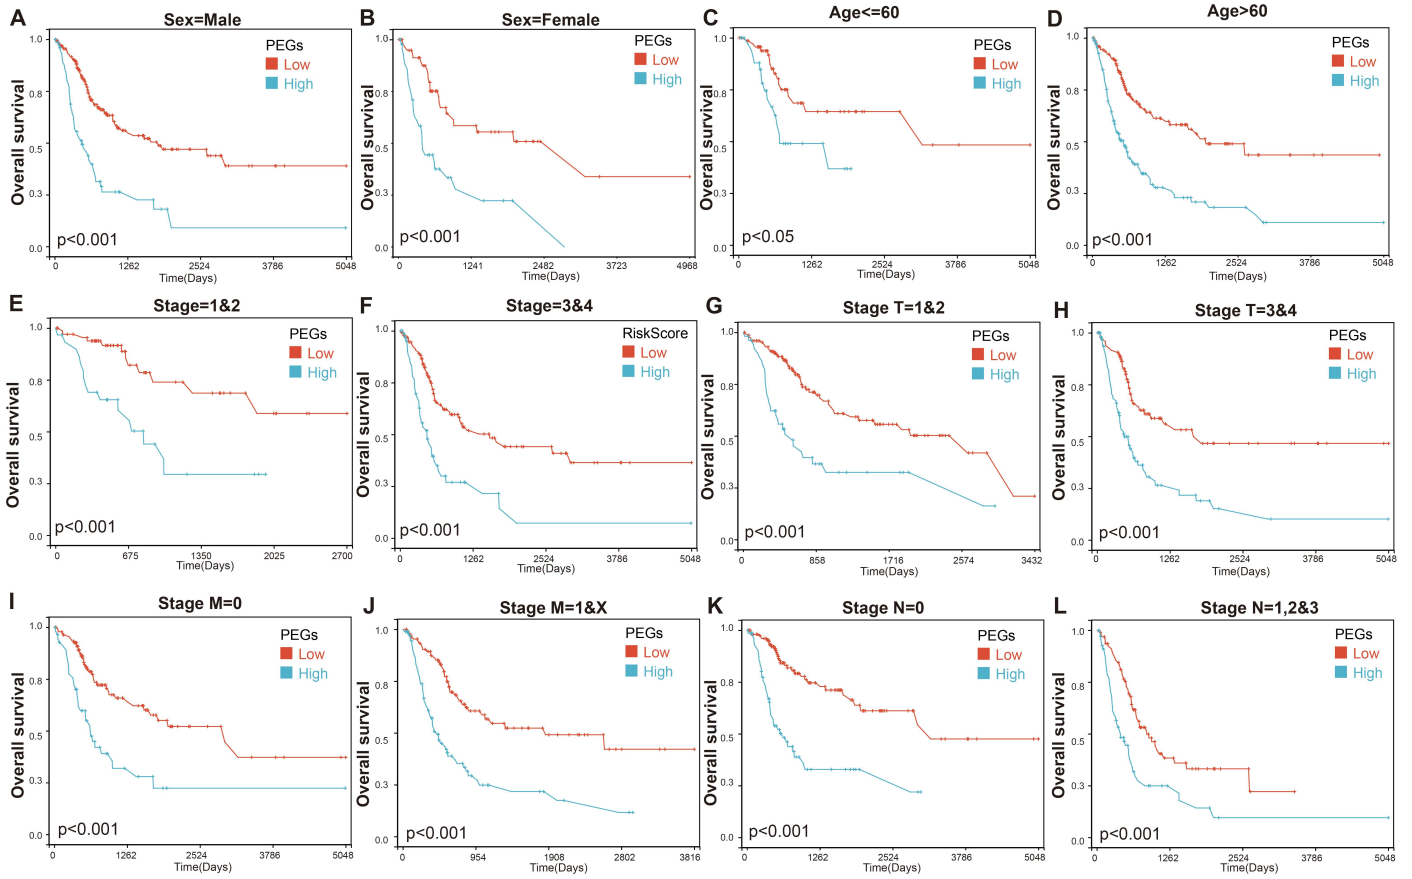 A
Sex=Male
Overall survival
1.0
0.8
0.5
0.3
0.0
PEGs
Low
High
p<0.001
0 1262 2524 3786 5048
Time(Days)
B
Sex=Female
Overall survival
1.0
0.8
0.5
0.3
0.0
PEGs
Low
High
p<0.001
0 1241 2482 3723 4968
Time(Days)
C
Age<=60
Overall survival
1.0
0.8
0.5
0.3
0.0
PEGs
Low
High
p<0.05
0 1262 2524 3786 5048
Time(Days)
D
Age>60
Overall survival
1.0
0.8
0.5
0.3
0.0
PEGs
Low
High
p<0.001
0 1262 2524 3786 5048
Time(Days)
E
Stage=1&2
Overall survival
1.0
0.8
0.5
0.3
0.0
PEGs
Low
High
p<0.001
0 675 1350 2025 2700
Time(Days)
F
Stage=3&4
Overall survival
1.0
0.8
0.5
0.3
0.0
RiskScore
Low
High
p<0.001
0 1262 2524 3786 5048
Time(Days)
G
Stage T=1&2
Overall survival
1.0
0.8
0.5
0.3
0.0
PEGs
Low
High
p<0.001
0 858 1716 2574 3432
Time(Days)
H
Stage T=3&4
Overall survival
1.0
0.8
0.5
0.3
0.0
PEGs
Low
High
p<0.001
0 1262 2524 3786 5048
Time(Days)
I
Stage M=0
Overall survival
1.0
0.8
0.5
0.3
0.0
PEGs
Low
High
p<0.001
0 1262 2524 3786 5048
Time(Days)
J
Stage M=1&X
Overall survival
1.0
0.8
0.5
0.3
0.0
PEGs
Low
High
p<0.001
0 954 1908 2802 3816
Time(Days)
K
Stage N=0
Overall survival
1.0
0.8
0.5
0.3
0.0
PEGs
Low
High
p<0.001
0 1262 2524 3786 5048
Time(Days)
L
Stage N=1,2&3
Overall survival
1.0
0.8
0.5
0.3
0.0
PEGs
Low
High
p<0.001
0 1262 2524 3786 5048
Time(Days)